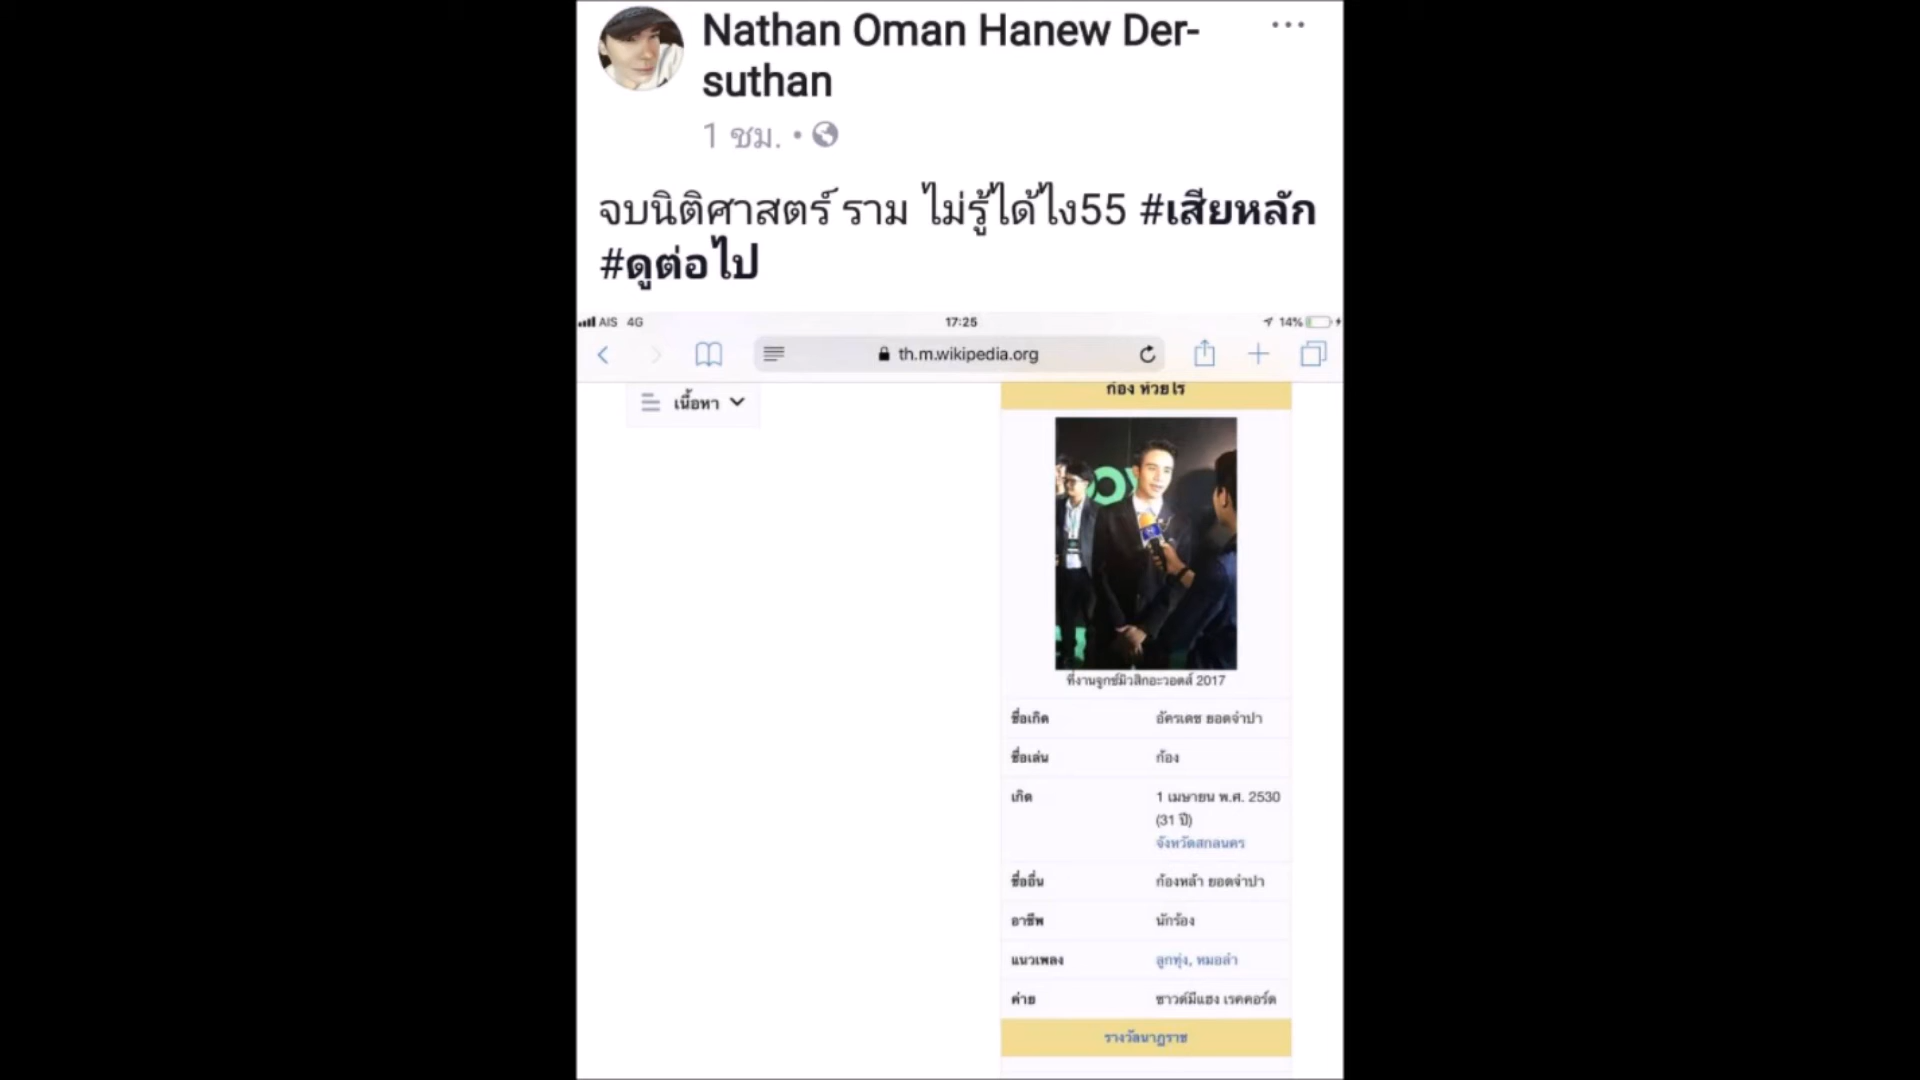 Nathan Oman Hanew Der-
suthan
1 ชม.
จบนิติศาสตร์ ราม ไม่รู้ได้ไง55 #เสียหลัก
#ดูต่อไป
AIS 4G 17:25 14%
th.m.wikipedia.org
เนื้อหา
ก้อง ห้วยไร่
ที่งานจูกซ์มิวสิกอะวอดส์ 2017
ชื่อเกิด อัครเดช ยอดจำปา
ชื่อเล่น ก้อง
เกิด 1 เมษายน พ.ศ. 2530
(31 ปี)
จังหวัดสกลนคร
ชื่ออื่น ก้องหล้า ยอดจำปา
อาชีพ นักร้อง
แนวเพลง ลูกทุ่ง, หมอลำ
ค่าย ซาวด์มีแฮง เรคคอร์ด
รางวัลนาฏราช